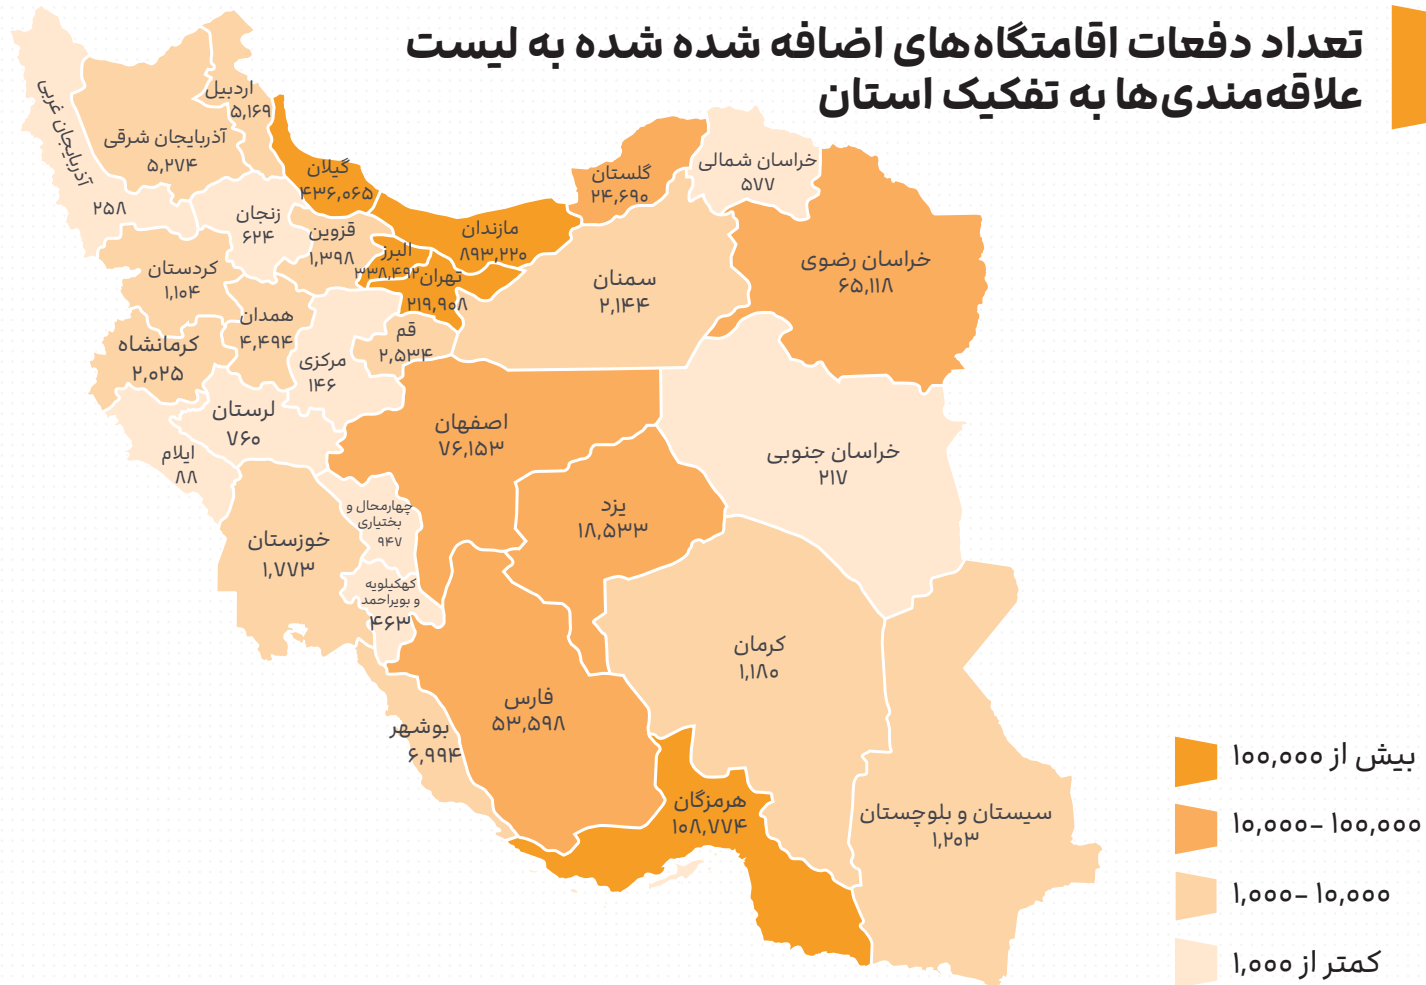 تعداد دفعات اقامتگاه‌های اضافه شده شده به لیست
علاقه‌مندی‌ها به تفکیک استان
آذربایجان غربی
۲۵۸
آذربایجان شرقی
۵,۲۷۴
اردبیل
۵,۱۶۹
گیلان
۴۳۶,۰۶۵
مازندان
۸۹۳,۲۲۰
گلستان
۲۴,۶۹۰
خراسان شمالی
۵۷۷
خراسان رضوی
۶۵,۱۱۸
زنجان
۶۲۴
قزوین
۱,۳۹۸
البرز
۳۳۸,۴۹۲
تهران
۲۱۹,۹۰۸
سمنان
۲,۱۴۴
کردستان
۱,۱۰۴
همدان
۴,۴۹۴
قم
۲,۵۳۴
مرکزی
۱۴۶
کرمانشاه
۲,۰۲۵
لرستان
۷۶۰
ایلام
۸۸
اصفهان
۷۶,۱۵۳
خراسان جنوبی
۲۱۷
یزد
۱۸,۵۳۳
چهارمحال و
بختیاری
۹۴۷
خوزستان
۱,۷۷۳
کهکیلویه
و بویراحمد
۴۶۳
کرمان
۱,۱۸۰
فارس
۵۳,۵۹۸
بوشهر
۶,۹۹۴
هرمزگان
۱۰۸,۷۷۴
سیستان و بلوچستان
۱,۲۰۳
بیش از ۱۰۰,۰۰۰
۱۰,۰۰۰ -۱۰۰,۰۰۰
۱,۰۰۰ -۱۰,۰۰۰
کمتر از ۱,۰۰۰